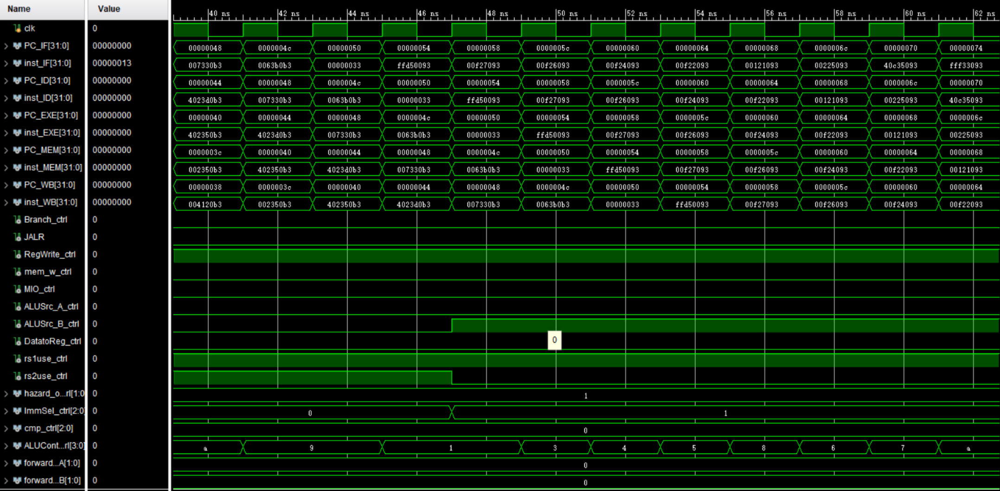 Name Value
40 ns 42 ns 44 ns 46 ns 48 ns 50 ns 52 ns 54 ns 56 ns 58 ns 60 ns 62 ns
clk 0
PC_IF[31:0] 00000000 00000048 0000004c 00000050 00000054 00000058 0000005c 00000060 00000064 00000068 0000006c 00000070 00000074
inst_IF[31:0] 00000013 007330b3 0063b0b3 00000033 ffd50093 00f27093 00f26093 00f24093 00f22093 00121093 00225093 40c35093 fff33093
PC_ID[31:0] 00000000 00000044 00000048 0000004c 00000050 00000054 00000058 0000005c 00000060 00000064 00000068 0000006c 00000070
inst_ID[31:0] 00000000 4023d0b3 007330b3 0063b0b3 00000033 ffd50093 00f27093 00f26093 00f24093 00f22093 00121093 00225093 40c35093
PC_EXE[31:0] 00000000 00000040 00000044 00000048 0000004c 00000050 00000054 00000058 0000005c 00000060 00000064 00000068 0000006c
inst_EXE[31:0] 00000000 402350b3 4023d0b3 007330b3 0063b0b3 00000033 ffd50093 00f27093 00f26093 00f24093 00f22093 00121093 00225093
PC_MEM[31:0] 00000000 0000003c 00000040 00000044 00000048 0000004c 00000050 00000054 00000058 0000005c 00000060 00000064 00000068
inst_MEM[31:0] 00000000 002350b3 402350b3 4023d0b3 007330b3 0063b0b3 00000033 ffd50093 00f27093 00f26093 00f24093 00f22093 00121093
PC_WB[31:0] 00000000 00000038 0000003c 00000040 00000044 00000048 0000004c 00000050 00000054 00000058 0000005c 00000060 00000064
inst_WB[31:0] 00000000 004120b3 002350b3 402350b3 4023d0b3 007330b3 0063b0b3 00000033 ffd50093 00f27093 00f26093 00f24093 00f22093
Branch_ctrl 0
JALR 0
RegWrite_ctrl 0
mem_w_ctrl 0
MIO_ctrl 0
ALUSrc_A_ctrl 0
ALUSrc_B_ctrl 0
DatatoReg_ctrl 0 0
rs1use_ctrl 0
rs2use_ctrl 0
hazard_o...rl[1:0 0 1
ImmSel_ctrl[2:0] 0 0 1
cmp_ctrl[2:0] 0 0
ALUCont...rl[3:0] 0 a 9 1 3 4 5 8 6 7 a
forward...A[1:0] 0 0
forward...B[1:0] 0 0